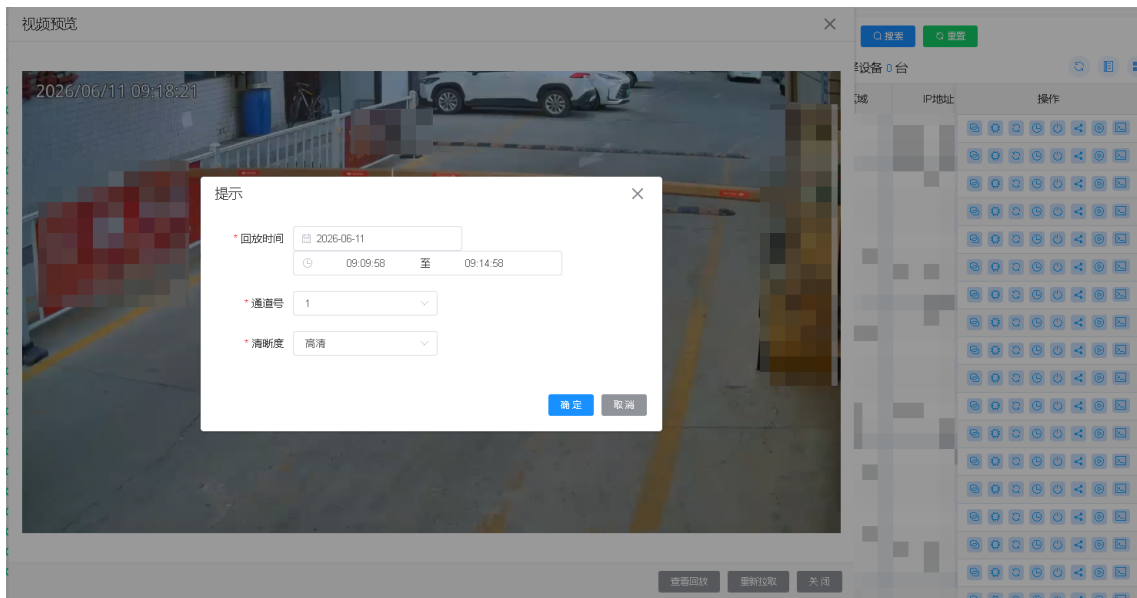 视频预览
搜索
重置
设备 0 台
2026/06/11 09:18:21
域 IP地址 操作
提示
* 回放时间 2026-06-11
09:09:58 至 09:14:58
* 通道号 1
* 清晰度 高清
确定 取消
查看回放 重新拉取 关闭